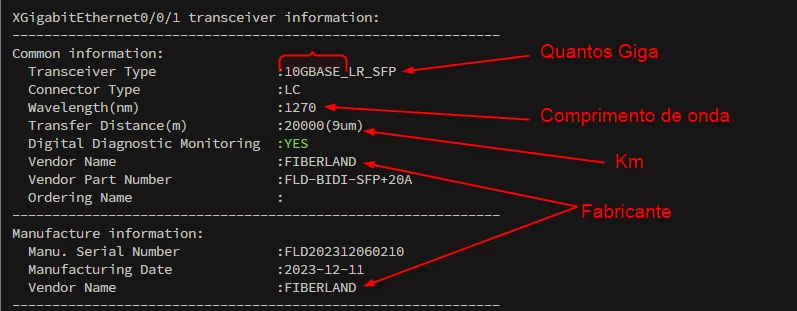 XGigabitEthernet0/0/1 transceiver information:
-------------------------------------------------------------
Common information:
Transceiver Type :10GBASE_LR_SFP
Quantos Giga
Connector Type :LC
Wavelength(nm) :1270
Comprimento de onda
Transfer Distance(m) :20000(9um)
Digital Diagnostic Monitoring :YES
Km
Vendor Name :FIBERLAND
Vendor Part Number :FLD-BIDI-SFP+20A
Ordering Name :
Fabricante
-------------------------------------------------------------
Manufacture information:
Manu. Serial Number :FLD202312060210
Manufacturing Date :2023-12-11
Vendor Name :FIBERLAND
-------------------------------------------------------------